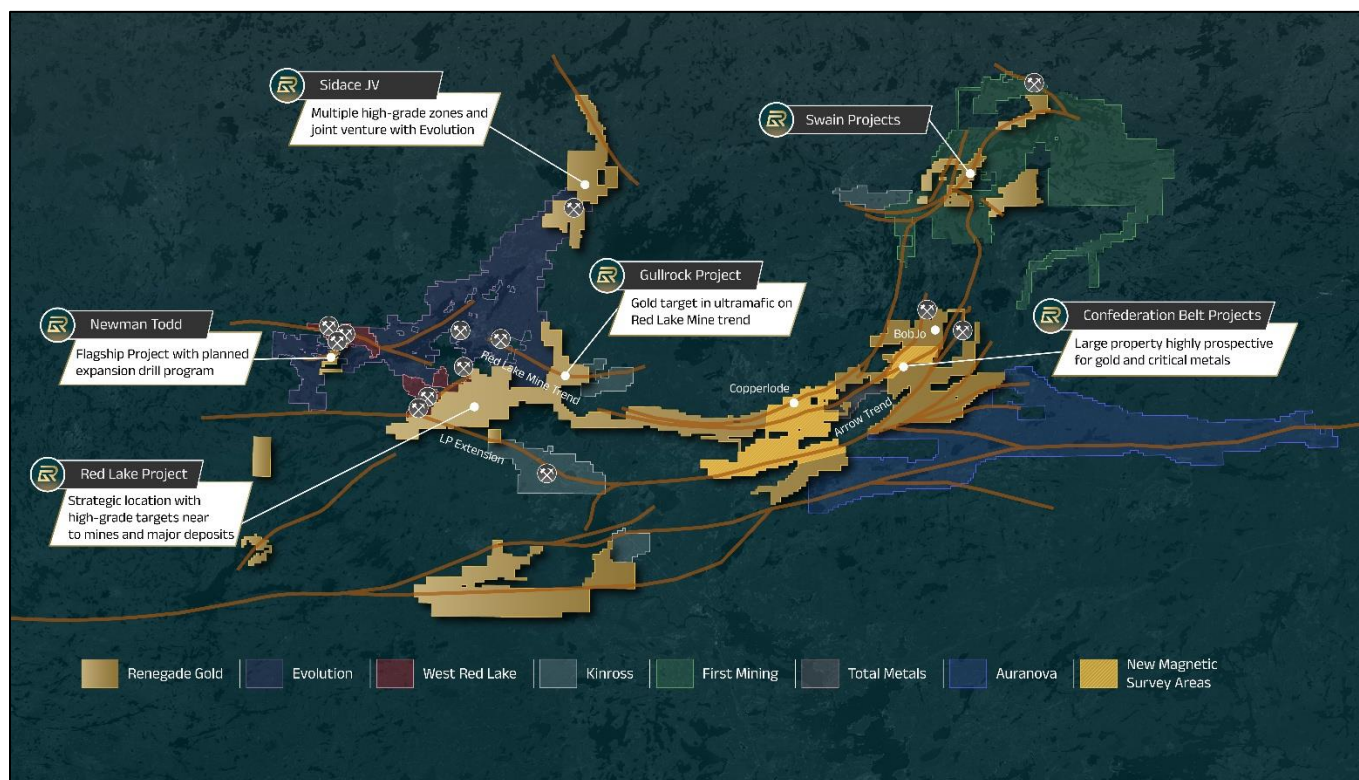 Sidace JV
Multiple high-grade zones and
joint venture with Evolution
Swain Projects
Gullrock Project
Gold target in ultramafic on
Red Lake Mine trend
Newman Todd
Flagship Project with planned
expansion drill program
Confederation Belt Projects
Large property highly prospective
for gold and critical metals
BobJo
Red Lake Mine Trend
Copperlode
Arrow Trend
LP Extension
Red Lake Project
Strategic location with
high-grade targets near
to mines and major deposits
Renegade Gold
Evolution
West Red Lake
Kinross
First Mining
Total Metals
Auranova
New Magnetic
Survey Areas